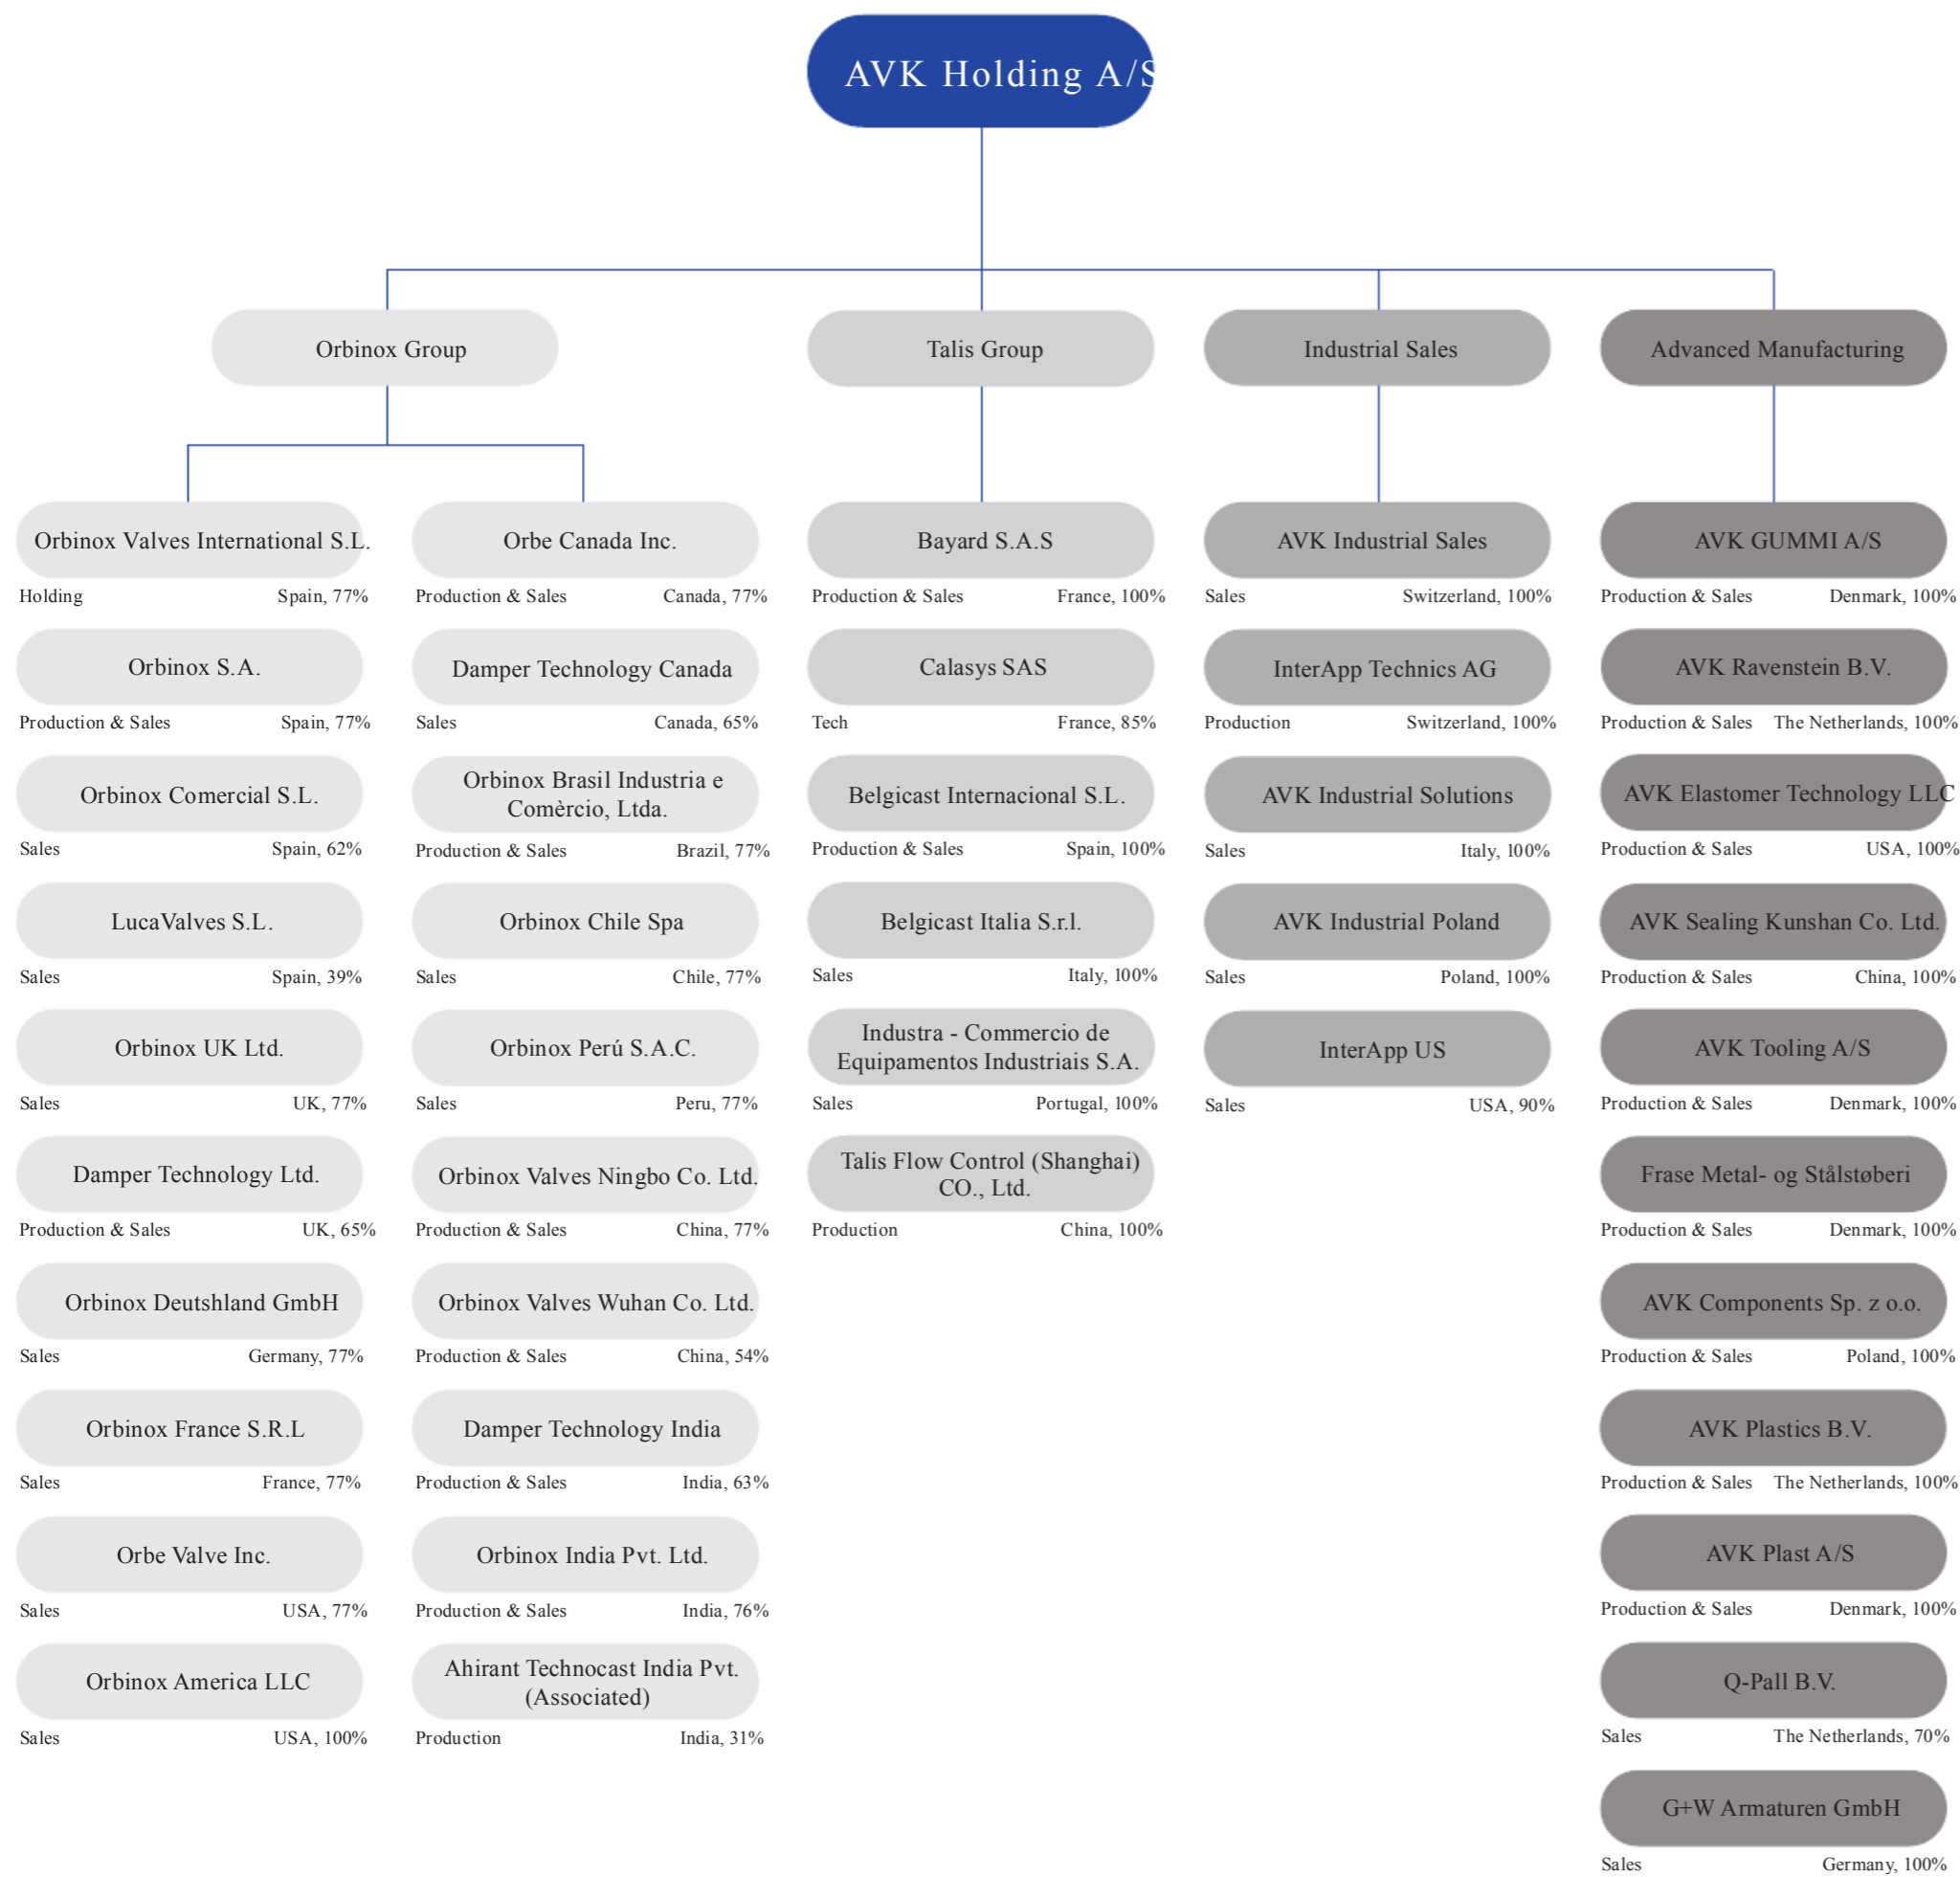 AVK Holding A/S
Orbinox Group
Talis Group
Industrial Sales
Advanced Manufacturing
Orbinox Valves International S.L.
Holding Spain, 77%
Orbinox S.A.
Production & Sales Spain, 77%
Orbinox Comercial S.L.
Sales Spain, 62%
LucaValves S.L.
Sales Spain, 39%
Orbinox UK Ltd.
Sales UK, 77%
Damper Technology Ltd.
Production & Sales UK, 65%
Orbinox Deutshland GmbH
Sales Germany, 77%
Orbinox France S.R.L
Sales France, 77%
Orbe Valve Inc.
Sales USA, 77%
Orbinox America LLC
Sales USA, 100%
Orbe Canada Inc.
Production & Sales Canada, 77%
Damper Technology Canada
Sales Canada, 65%
Orbinox Brasil Industria e
Comèrcio, Ltda.
Production & Sales Brazil, 77%
Orbinox Chile Spa
Sales Chile, 77%
Orbinox Perú S.A.C.
Sales Peru, 77%
Orbinox Valves Ningbo Co. Ltd.
Production & Sales China, 77%
Orbinox Valves Wuhan Co. Ltd.
Production & Sales China, 54%
Damper Technology India
Production & Sales India, 63%
Orbinox India Pvt. Ltd.
Production & Sales India, 76%
Ahirant Technocast India Pvt.
(Associated)
Production India, 31%
Bayard S.A.S
Production & Sales France, 100%
Calasys SAS
Tech France, 85%
Belgicast Internacional S.L.
Production & Sales Spain, 100%
Belgicast Italia S.r.l.
Sales Italy, 100%
Industra - Commercio de
Equipamentos Industriais S.A.
Sales Portugal, 100%
Talis Flow Control (Shanghai)
CO., Ltd.
Production China, 100%
AVK Industrial Sales
Sales Switzerland, 100%
InterApp Technics AG
Production Switzerland, 100%
AVK Industrial Solutions
Sales Italy, 100%
AVK Industrial Poland
Sales Poland, 100%
InterApp US
Sales USA, 90%
AVK GUMMI A/S
Production & Sales Denmark, 100%
AVK Ravenstein B.V.
Production & Sales The Netherlands, 100%
AVK Elastomer Technology LLC
Production & Sales USA, 100%
AVK Sealing Kunshan Co. Ltd.
Production & Sales China, 100%
AVK Tooling A/S
Production & Sales Denmark, 100%
Frase Metal- og Stålstøberi
Production & Sales Denmark, 100%
AVK Components Sp. z o.o.
Production & Sales Poland, 100%
AVK Plastics B.V.
Production & Sales The Netherlands, 100%
AVK Plast A/S
Production & Sales Denmark, 100%
Q-Pall B.V.
Sales The Netherlands, 70%
G+W Armaturen GmbH
Sales Germany, 100%